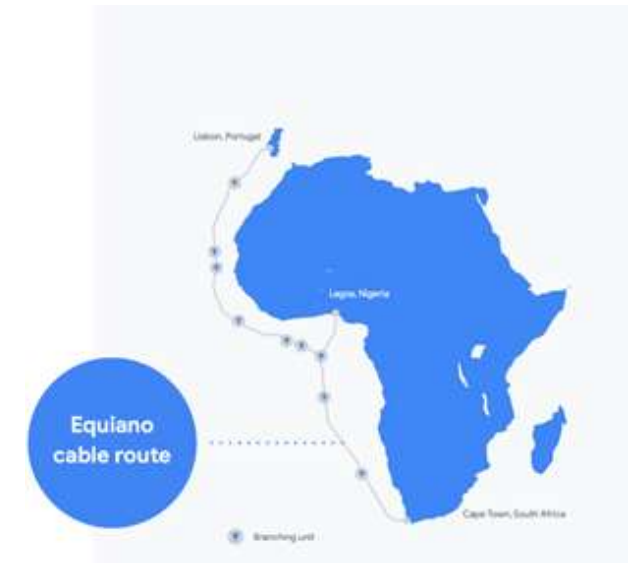 Lisbon, Portugal
Lagos, Nigeria
Equiano
cable route
Cape Town, South Africa
Branching unit